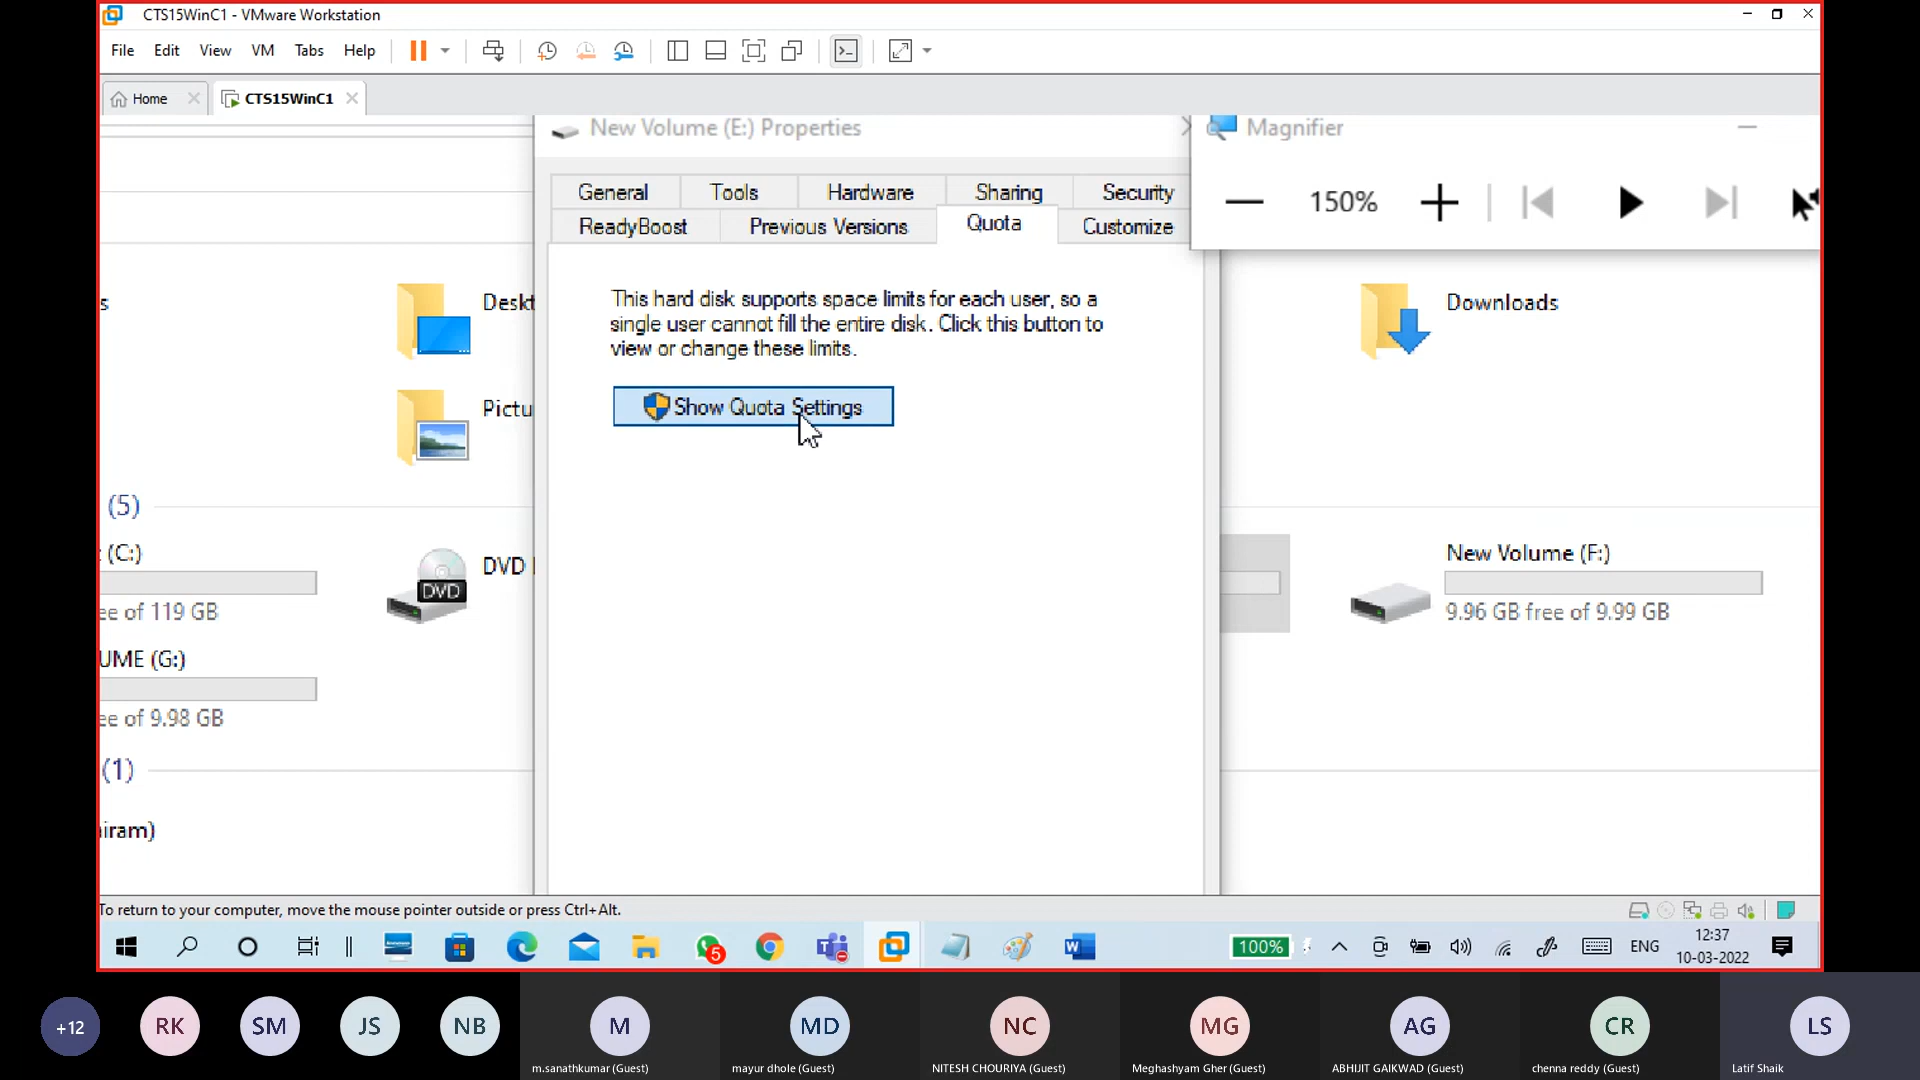 CTS15WinC1 - VMware Workstation
File Edit View VM Tabs Help
Home
CTS15WinC1
New Volume (E:) Properties
Magnifier
General Tools Hardware Sharing Security
ReadyBoost Previous Versions Quota Customize
150%
This hard disk supports space limits for each user, so a
single user cannot fill the entire disk. Click this button to
view or change these limits.
Show Quota Settings
s
Deskt
Downloads
Pictu
(5)
(C:)
ee of 119 GB
DVD
DVD
New Volume (F:)
9.96 GB free of 9.99 GB
UME (G:)
ee of 9.98 GB
(1)
iram)
To return to your computer, move the mouse pointer outside or press Ctrl+Alt.
5
100%
ENG
12:37
10-03-2022
+12
RK
SM
JS
NB
M
MD
NC
MG
AG
CR
LS
m.sanathkumar (Guest)
mayur dhole (Guest)
NITESH CHOURIYA (Guest)
Meghashyam Gher (Guest)
ABHIJIT GAIKWAD (Guest)
chenna reddy (Guest)
Latif Shaik